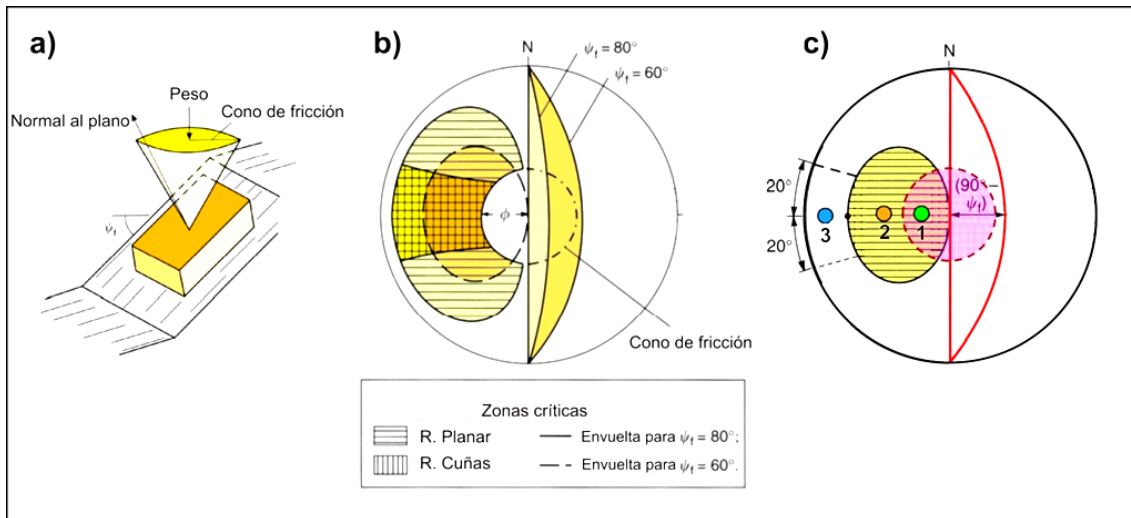 a)
Peso
Normal al plano
Cono de fricción
ψf
b)
N
ψf = 80°
ψf = 60°
ϕ
Cono de fricción
Zonas críticas
R. Planar
Envuelta para ψf = 80°;
R. Cuñas
Envuelta para ψf = 60°.
c)
N
20°
20°
(90°–
ψf)
3
2
1